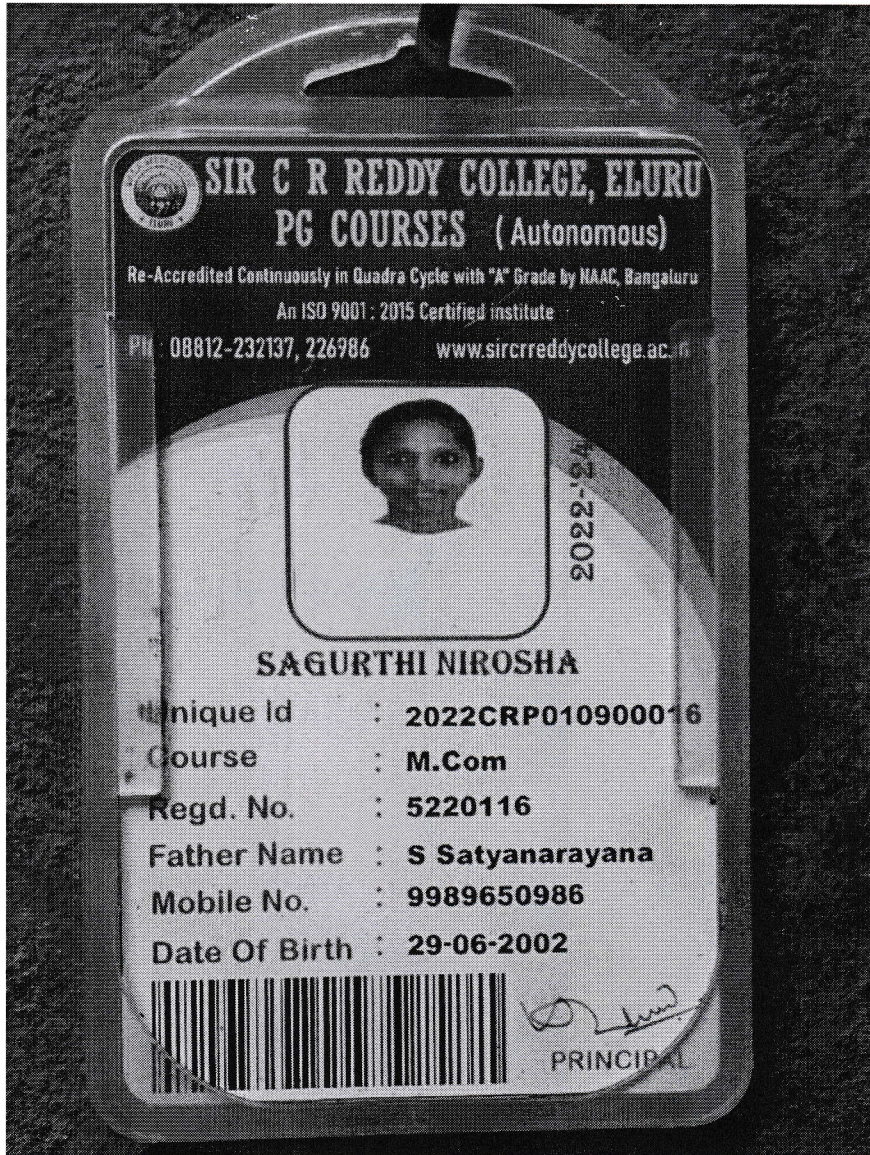 SIR C R REDDY COLLEGE, ELURU
PG COURSES (Autonomous)
Re-Accredited Continuously in Quadra Cycle with "A" Grade by NAAC, Bangaluru
An ISO 9001 : 2015 Certified institute
Ph : 08812-232137, 226986 www.sircrreddycollege.ac.in
2022-'24
SAGURTHI NIROSHA
Unique Id : 2022CRP010900016
Course : M.Com
Regd. No. : 5220116
Father Name : S Satyanarayana
Mobile No. : 9989650986
Date Of Birth : 29-06-2002
PRINCIPAL